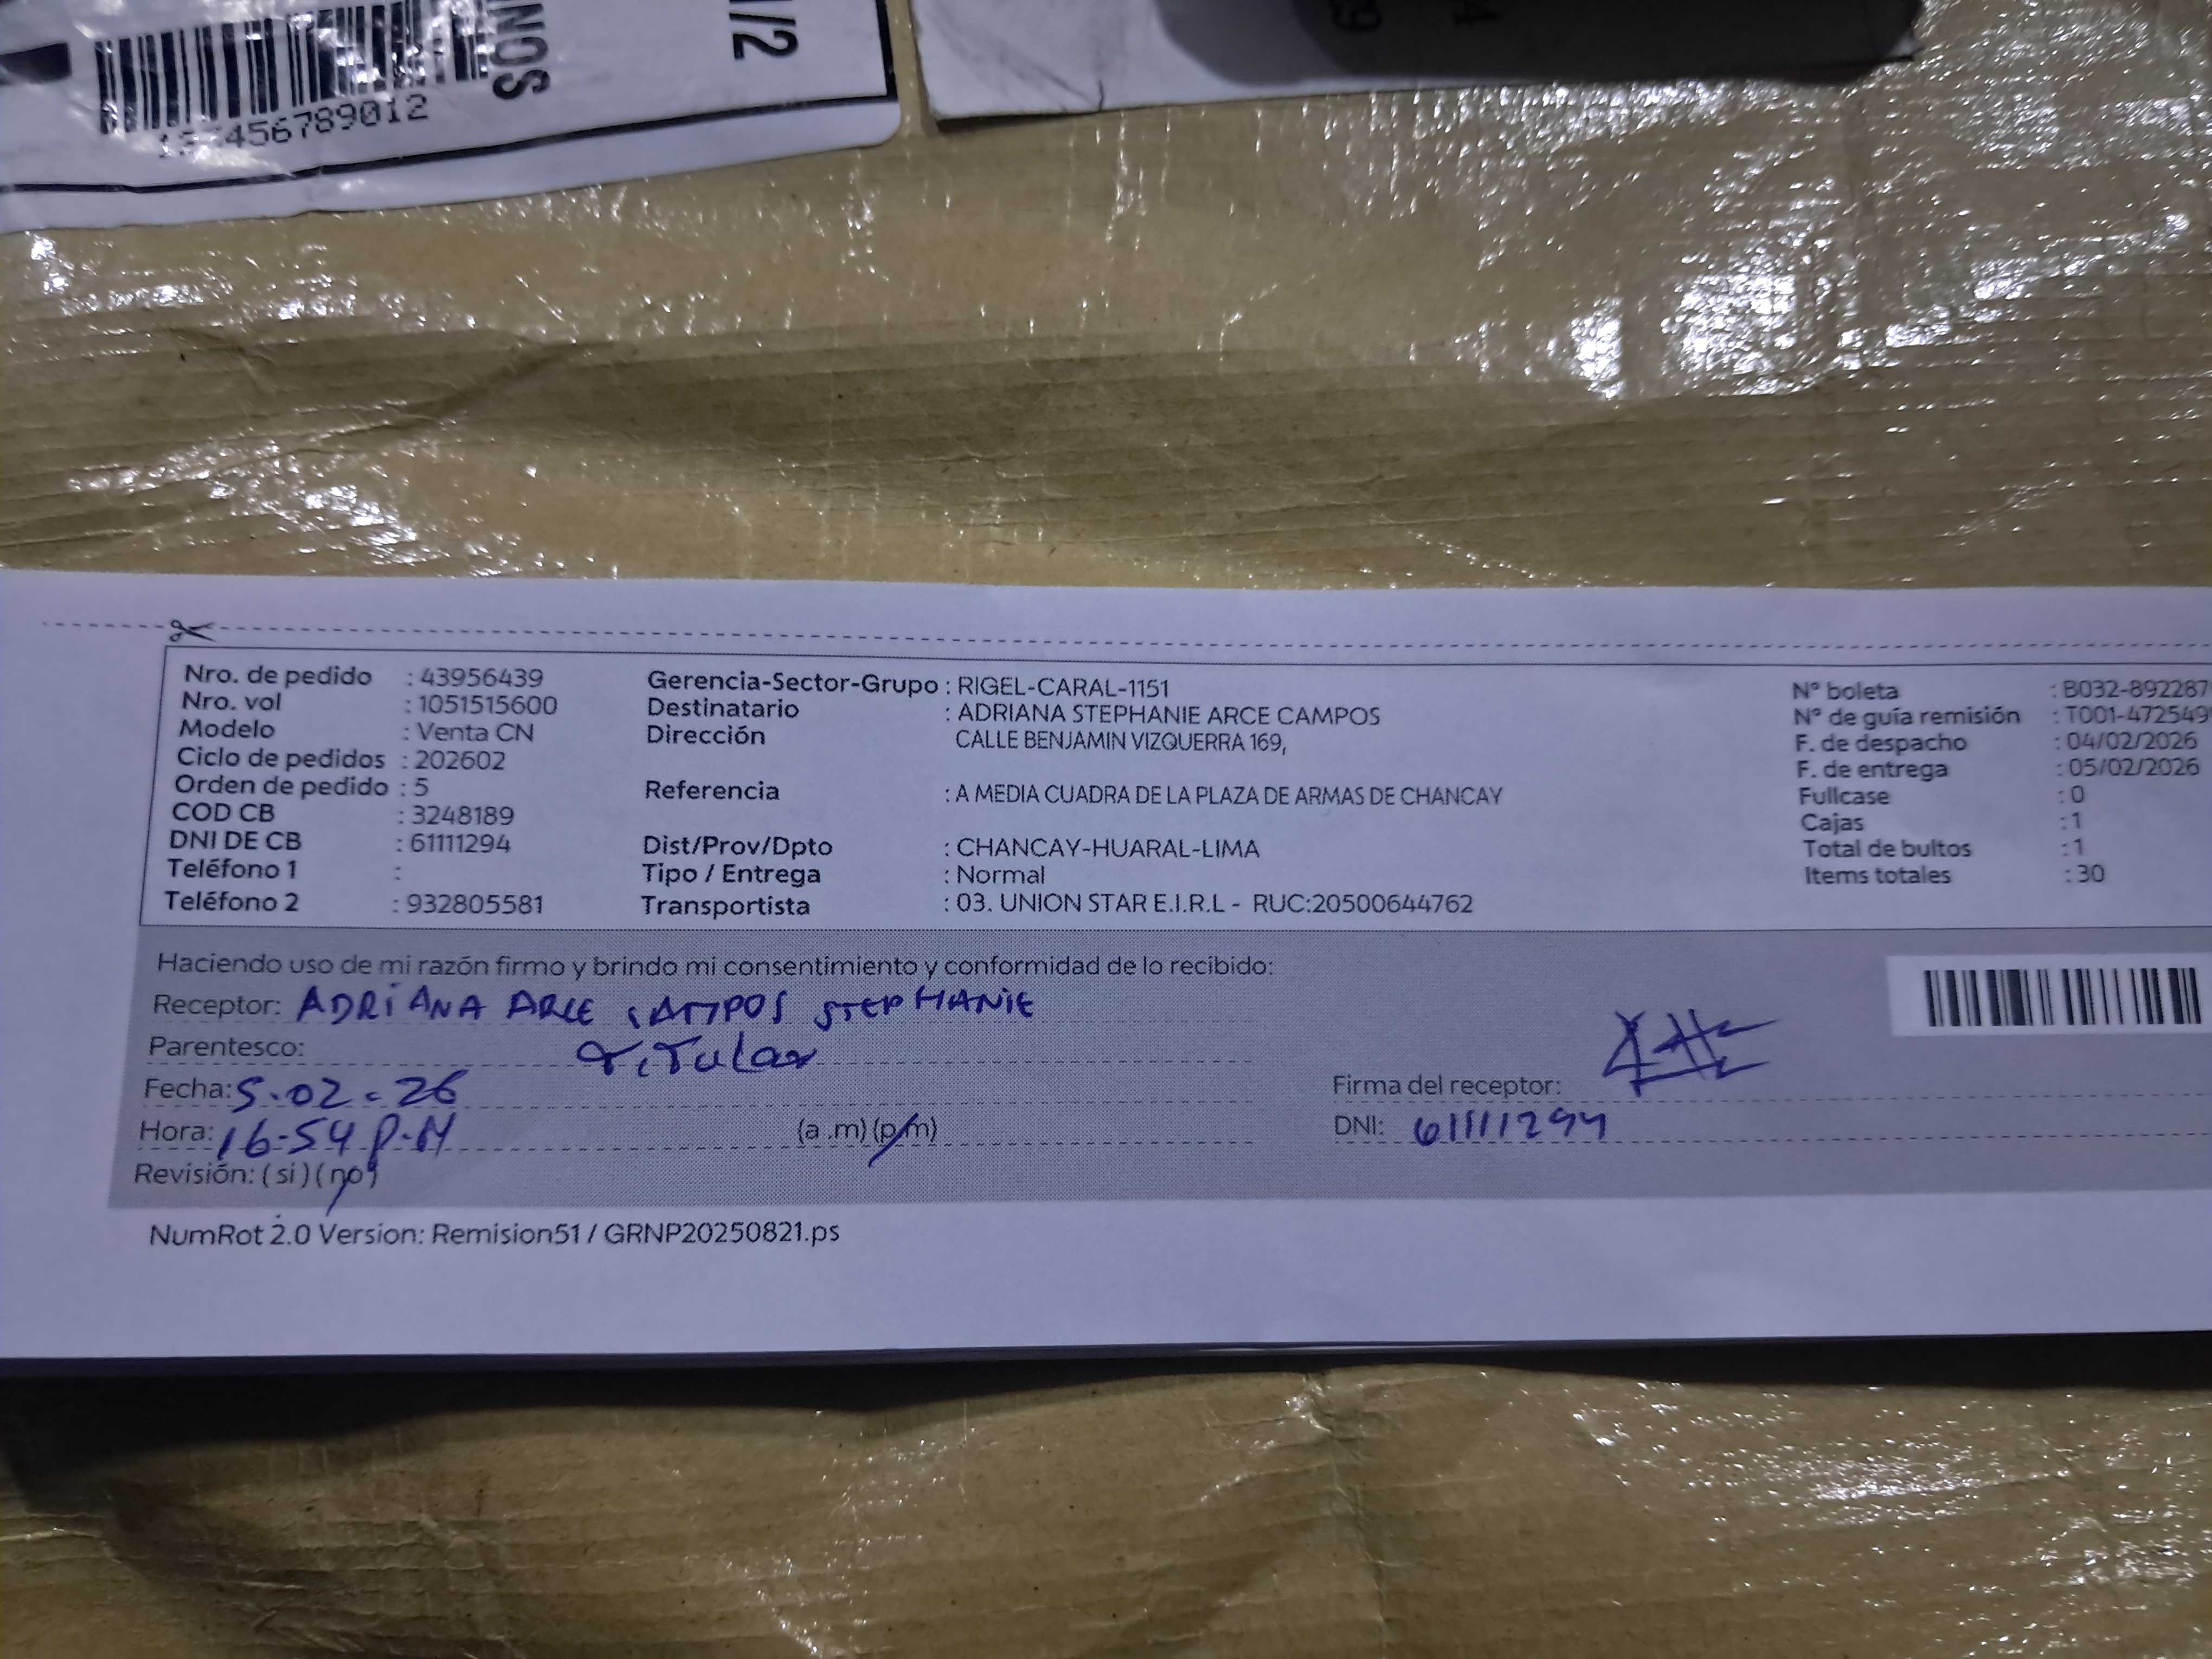 1/2
456789012
Nro. de pedido : 43956439
Nro. vol : 1051515600
Modelo : Venta CN
Ciclo de pedidos : 202602
Orden de pedido : 5
COD CB : 3248189
DNI DE CB : 61111294
Teléfono 1 :
Teléfono 2 : 932805581
Gerencia-Sector-Grupo : RIGEL-CARAL-1151
Destinatario : ADRIANA STEPHANIE ARCE CAMPOS
Dirección CALLE BENJAMIN VIZQUERRA 169,
Referencia : A MEDIA CUADRA DE LA PLAZA DE ARMAS DE CHANCAY
Dist/Prov/Dpto : CHANCAY-HUARAL-LIMA
Tipo / Entrega : Normal
Transportista : 03. UNION STAR E.I.R.L - RUC:20500644762
N° boleta : B032-892287
N° de guía remisión : T001-472549
F. de despacho : 04/02/2026
F. de entrega : 05/02/2026
Fullcase : 0
Cajas : 1
Total de bultos : 1
Items totales : 30
Haciendo uso de mi razón firmo y brindo mi consentimiento y conformidad de lo recibido:
Receptor: ADRIANA ARCE CAMPOS STEPHANIE
Parentesco: Titular
Fecha: 5-02-26
Hora: 16-54 P-M (a .m) (p.m)
Revisión: ( si ) ( no )
Firma del receptor:
DNI: 61111294
NumRot 2.0 Version: Remision51 / GRNP20250821.ps